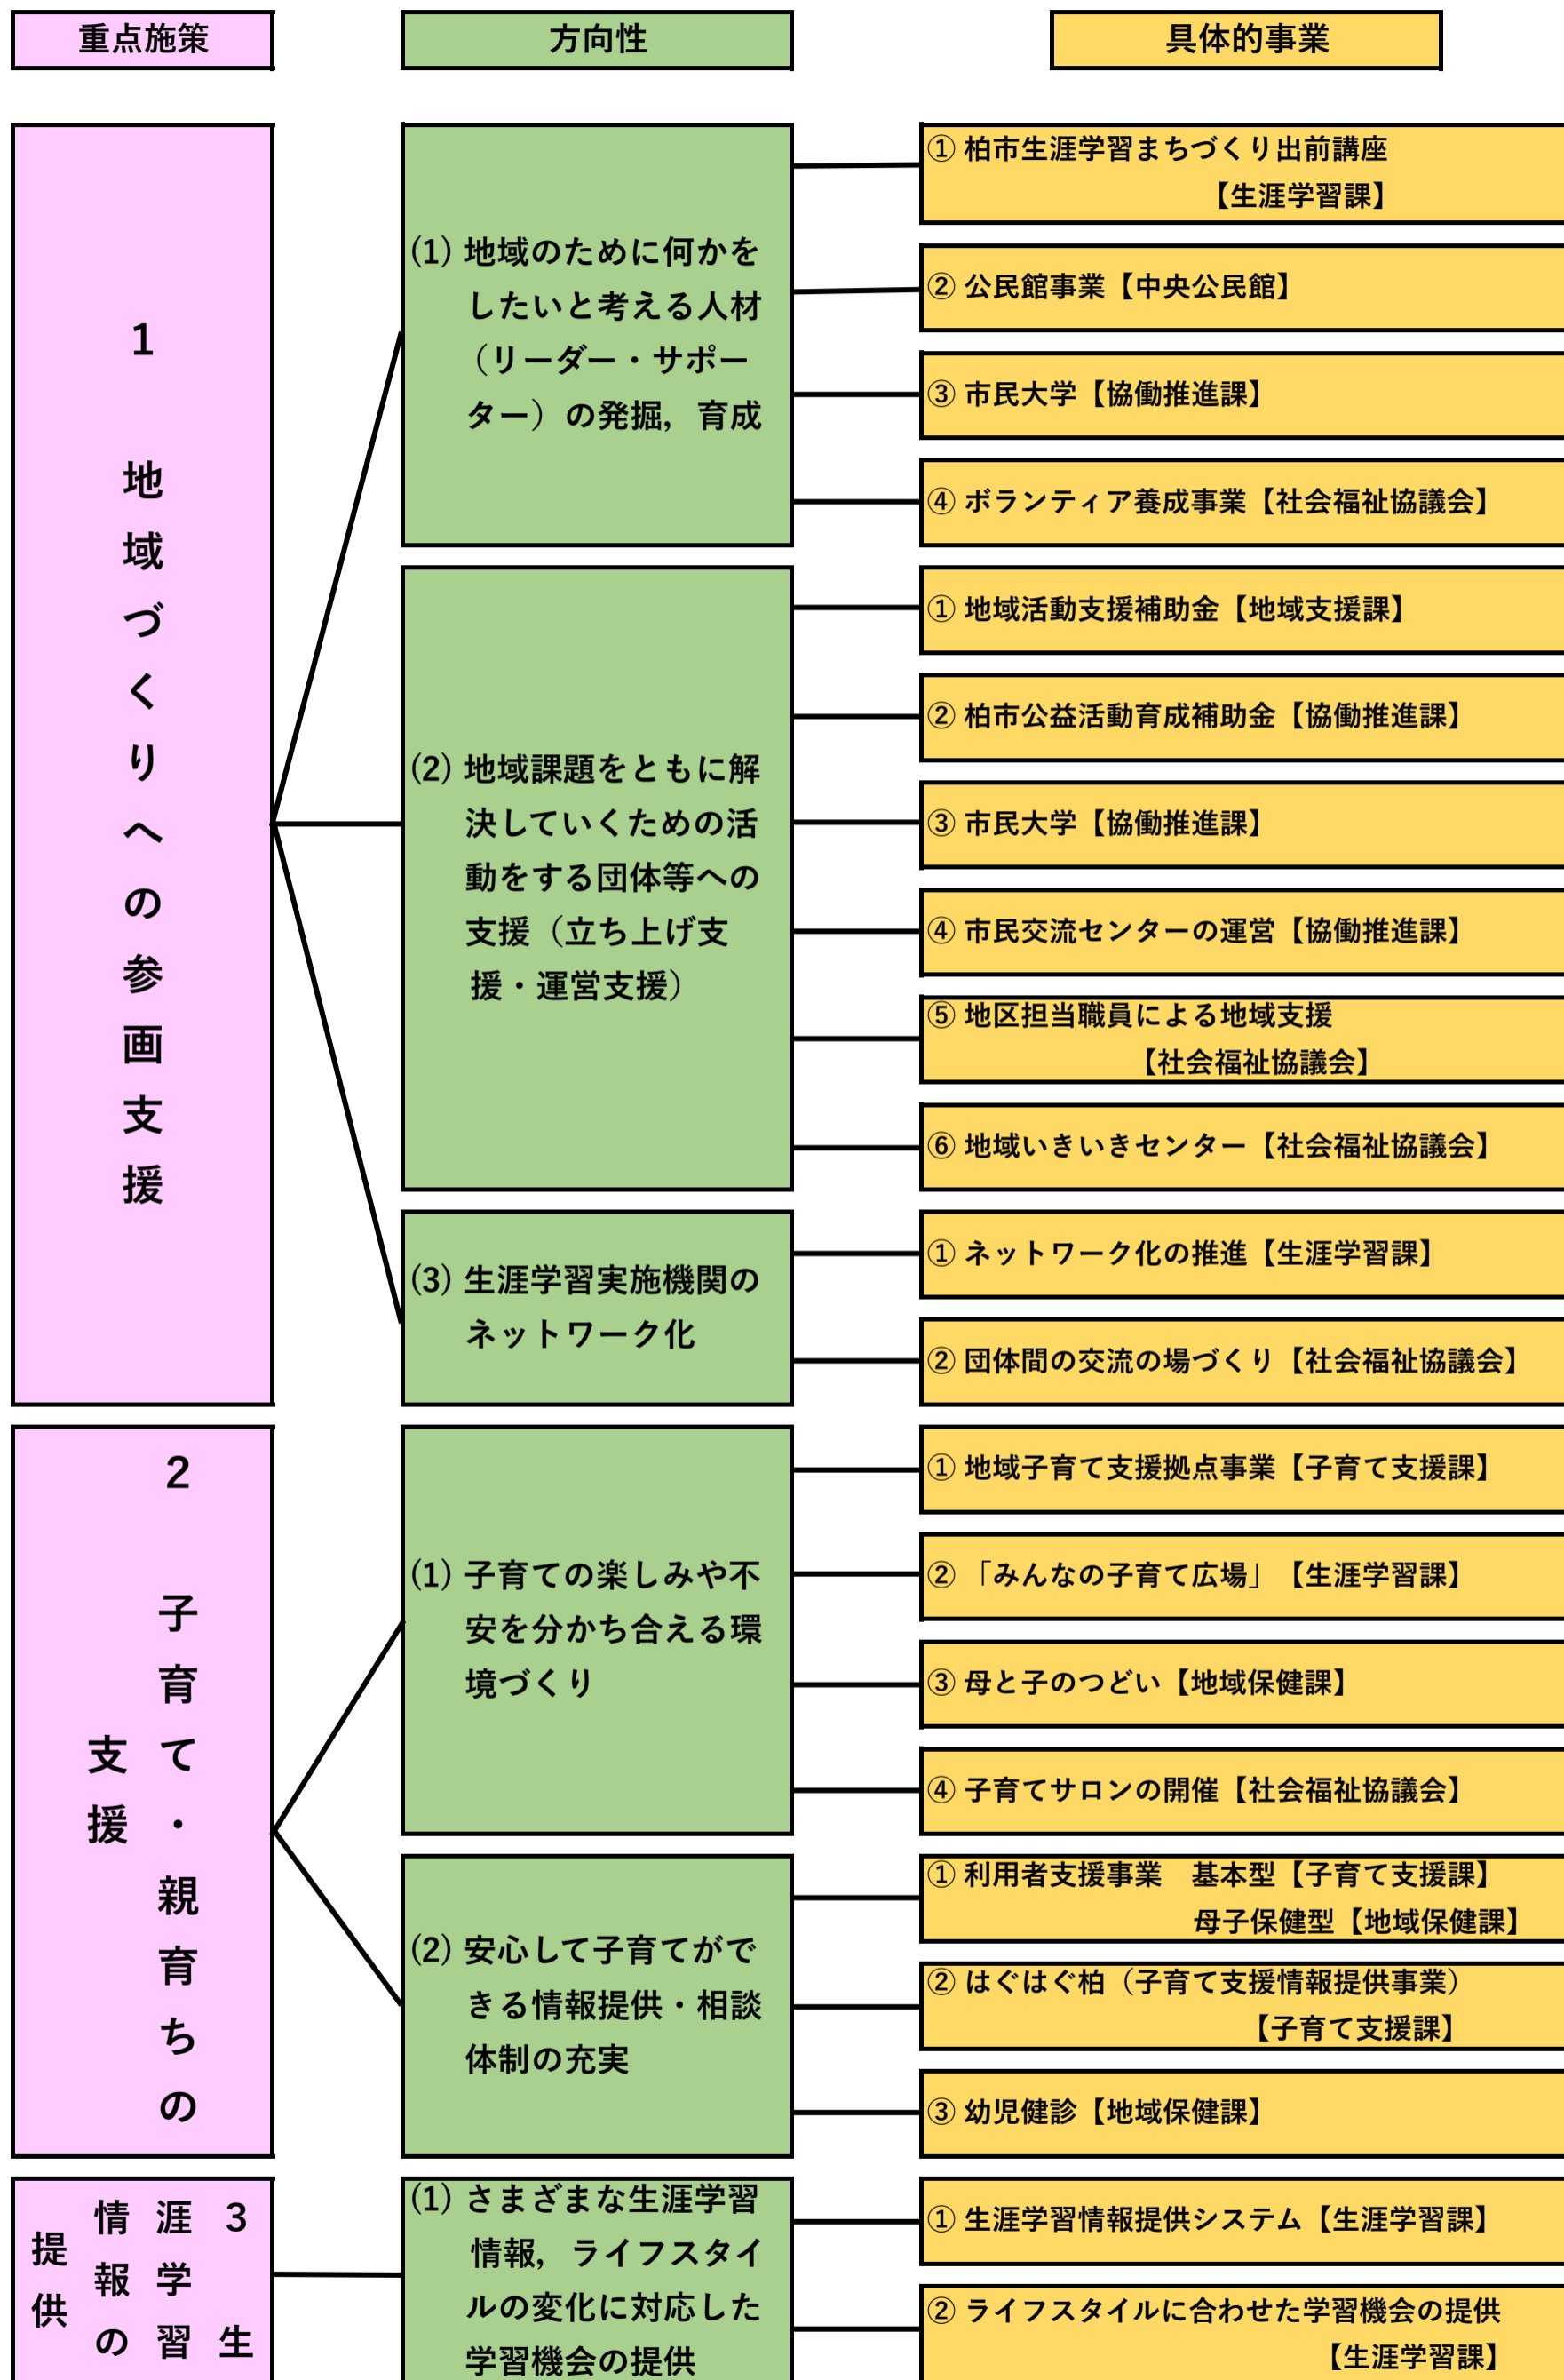 重点施策
方向性
具体的事業
1　地域づくりへの参画支援
(1) 地域のために何かを
したいと考える人材
（リーダー・サポー
ター）の発掘，育成
① 柏市生涯学習まちづくり出前講座
【生涯学習課】
② 公民館事業【中央公民館】
③ 市民大学【協働推進課】
④ ボランティア養成事業【社会福祉協議会】
(2) 地域課題をともに解
決していくための活
動をする団体等への
支援（立ち上げ支
援・運営支援）
① 地域活動支援補助金【地域支援課】
② 柏市公益活動育成補助金【協働推進課】
③ 市民大学【協働推進課】
④ 市民交流センターの運営【協働推進課】
⑤ 地区担当職員による地域支援
【社会福祉協議会】
⑥ 地域いきいきセンター【社会福祉協議会】
(3) 生涯学習実施機関の
ネットワーク化
① ネットワーク化の推進【生涯学習課】
② 団体間の交流の場づくり【社会福祉協議会】
2　子育て・親育ちの
支援
(1) 子育ての楽しみや不
安を分かち合える環
境づくり
① 地域子育て支援拠点事業【子育て支援課】
② 「みんなの子育て広場」【生涯学習課】
③ 母と子のつどい【地域保健課】
④ 子育てサロンの開催【社会福祉協議会】
(2) 安心して子育てがで
きる情報提供・相談
体制の充実
① 利用者支援事業　基本型【子育て支援課】
母子保健型【地域保健課】
② はぐはぐ柏（子育て支援情報提供事業）
【子育て支援課】
③ 幼児健診【地域保健課】
3　生
涯学習
情報の
提供
(1) さまざまな生涯学習
情報，ライフスタイ
ルの変化に対応した
学習機会の提供
① 生涯学習情報提供システム【生涯学習課】
② ライフスタイルに合わせた学習機会の提供
【生涯学習課】